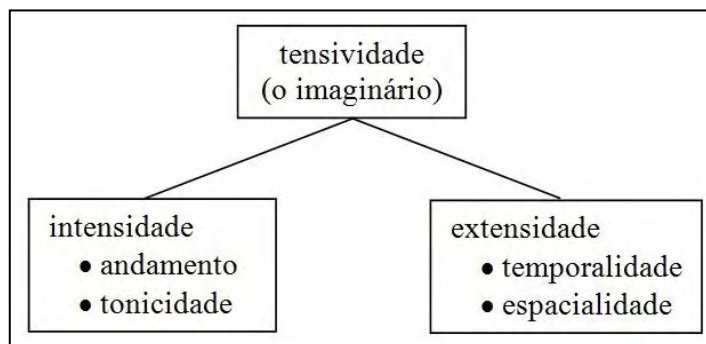 tensividade
(o imaginário)
intensidade
• andamento
• tonicidade
extensidade
• temporalidade
• espacialidade